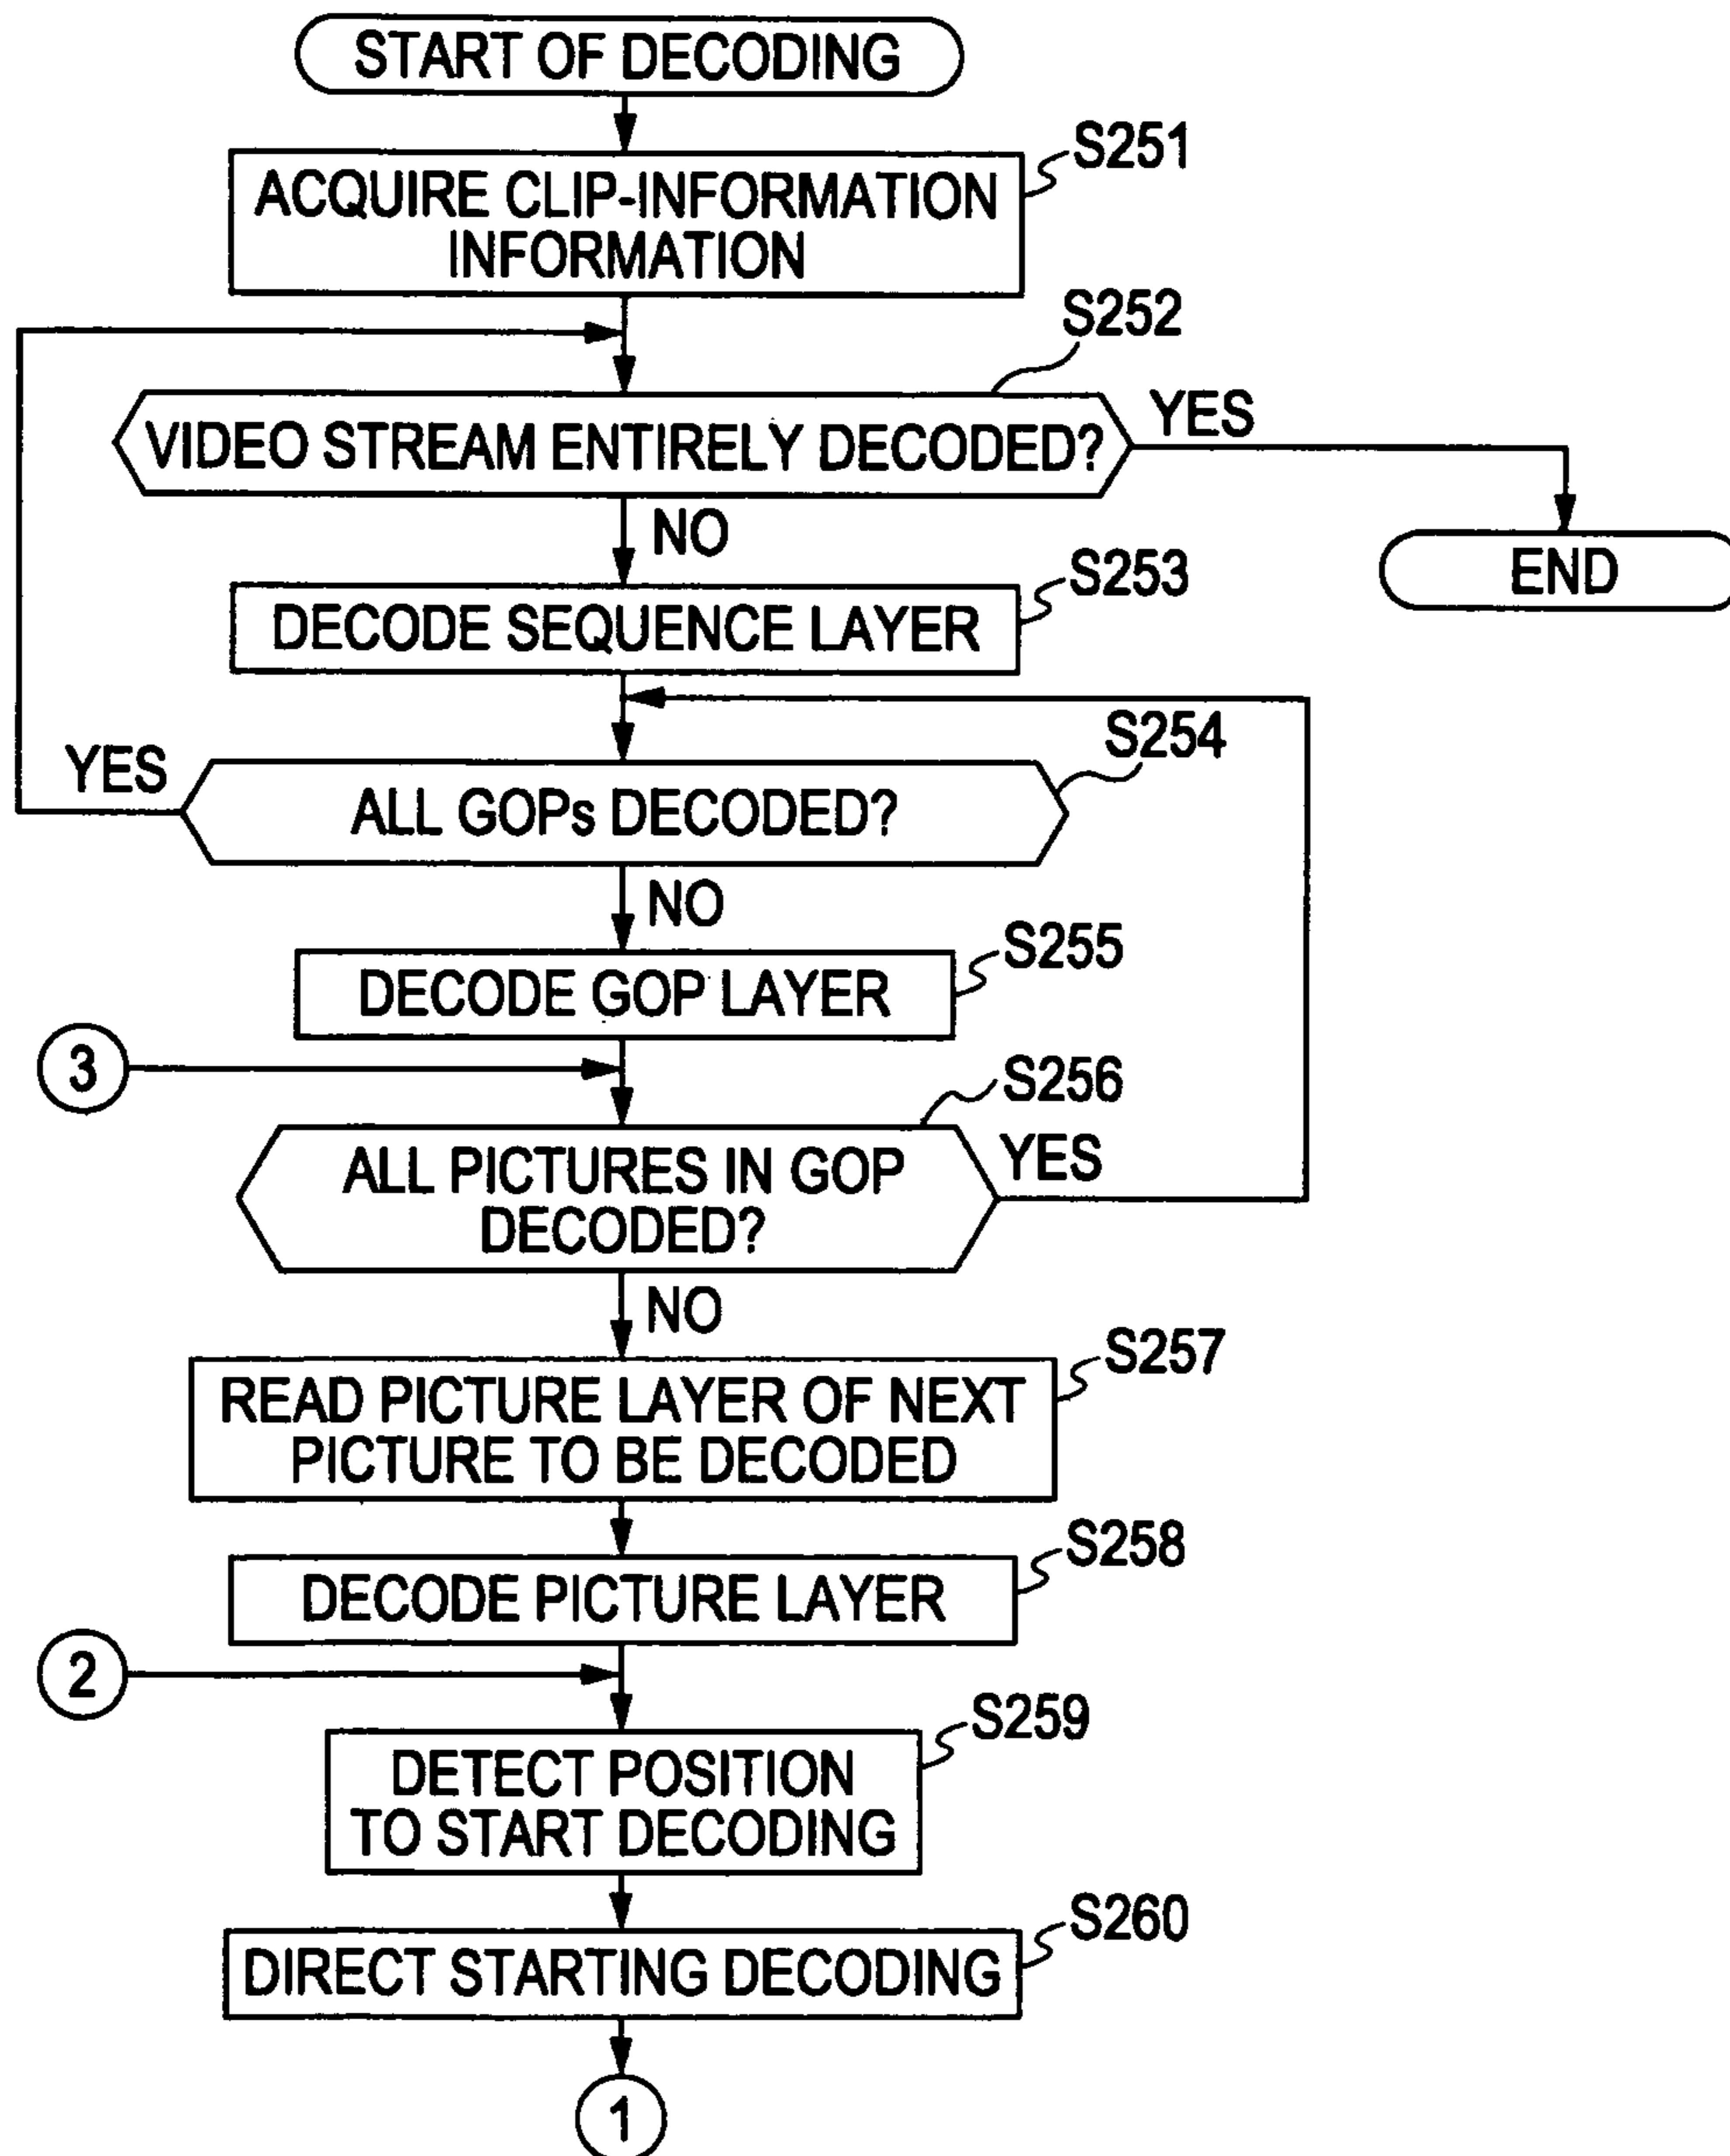 START OF DECODING
S251
ACQUIRE CLIP-INFORMATION
INFORMATION
S252
VIDEO STREAM ENTIRELY DECODED?
YES
NO
END
S253
DECODE SEQUENCE LAYER
S254
YES
ALL GOPs DECODED?
NO
S255
DECODE GOP LAYER
3
S256
ALL PICTURES IN GOP
DECODED?
YES
NO
S257
READ PICTURE LAYER OF NEXT
PICTURE TO BE DECODED
S258
DECODE PICTURE LAYER
2
S259
DETECT POSITION
TO START DECODING
S260
DIRECT STARTING DECODING
1